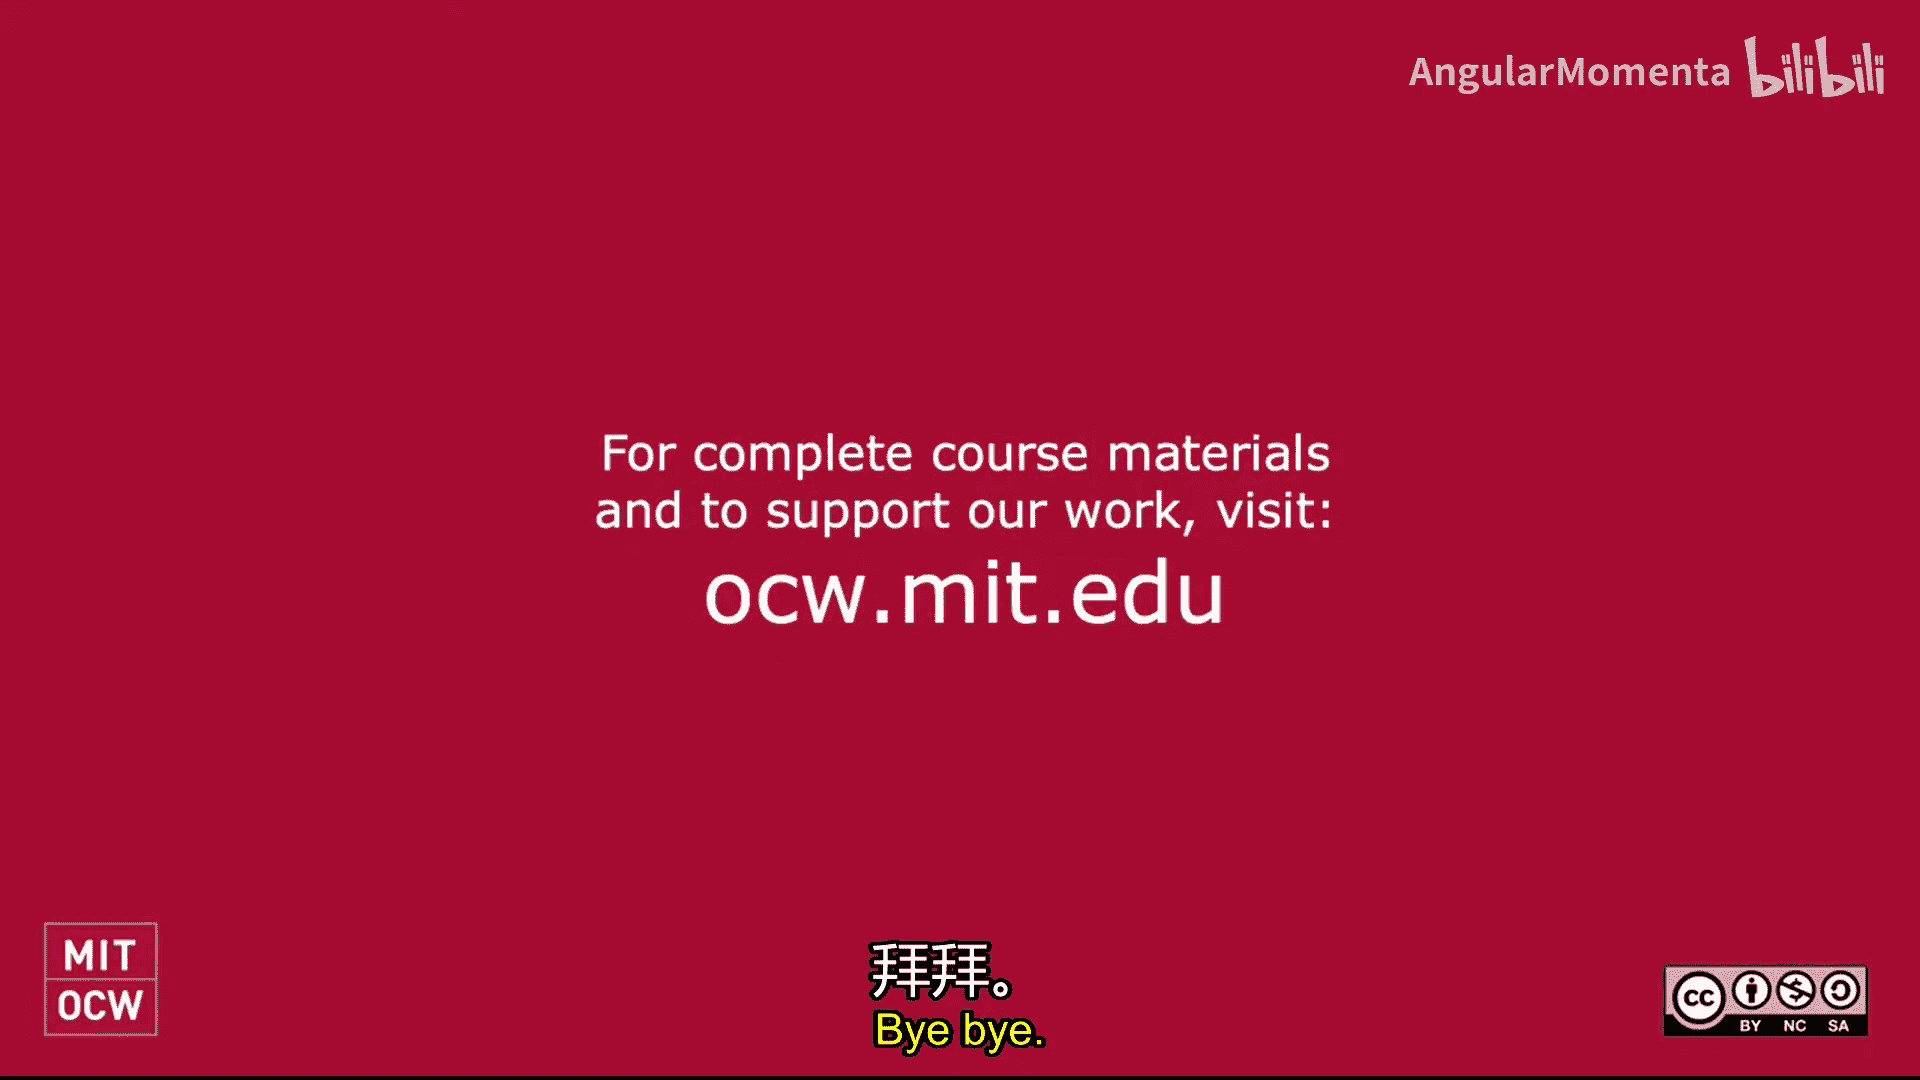 AngularMomenta bilibili
For complete course materials
and to support our work, visit:
ocw.mit.edu
MIT
OCW
拜拜。
Bye bye.
CC
BY NC SA